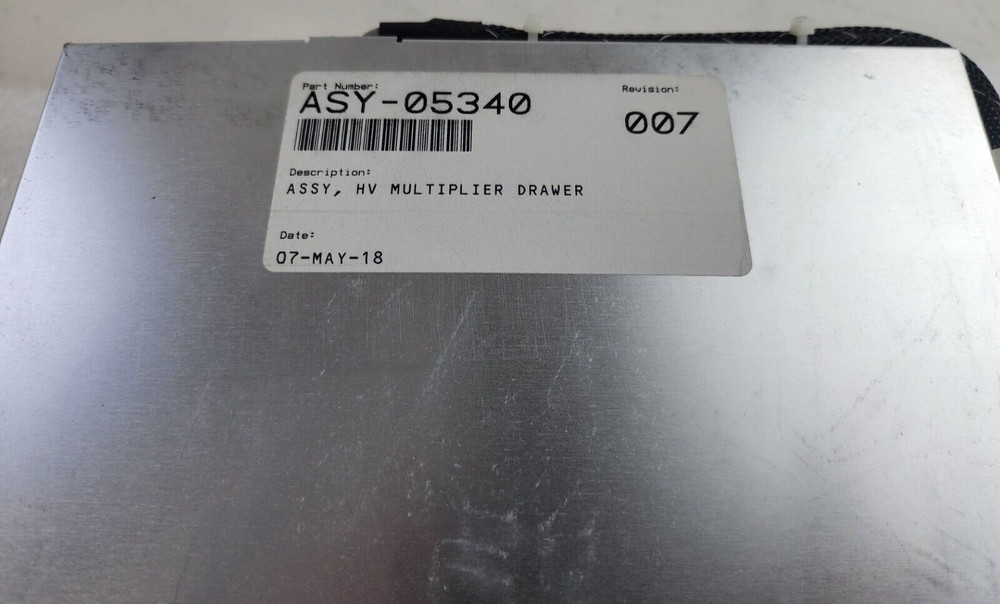 Part Number:
ASY-05340
Revision:
007
Description:
ASSY, HV MULTIPLIER DRAWER
Date:
07-MAY-18